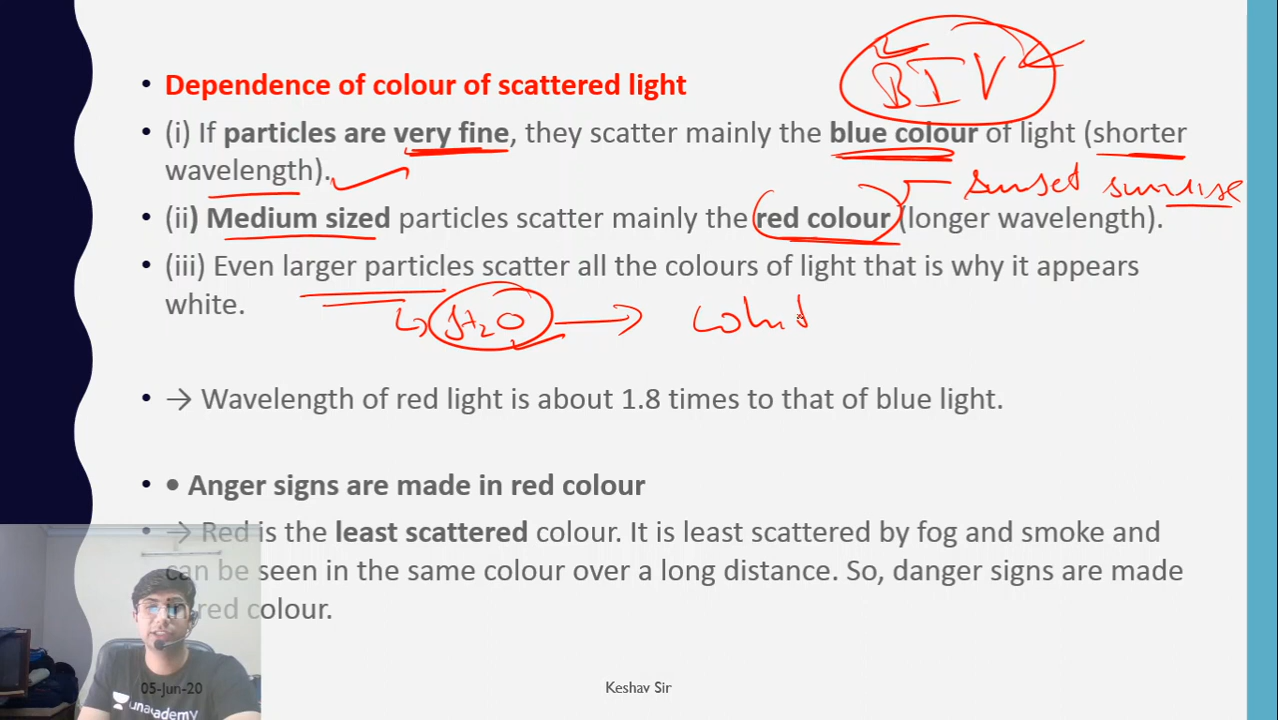 BIV
• Dependence of colour of scattered light
• (i) If particles are very fine, they scatter mainly the blue colour of light (shorter
wavelength).
sunset sunrise
• (ii) Medium sized particles scatter mainly the red colour (longer wavelength).
• (iii) Even larger particles scatter all the colours of light that is why it appears
white.
H2O →
• → Wavelength of red light is about 1.8 times to that of blue light.
• • Anger signs are made in red colour
• → Red is the least scattered colour. It is least scattered by fog and smoke and
can be seen in the same colour over a long distance. So, danger signs are made
in red colour.
05-Jun-20
Keshav Sir
unacademy